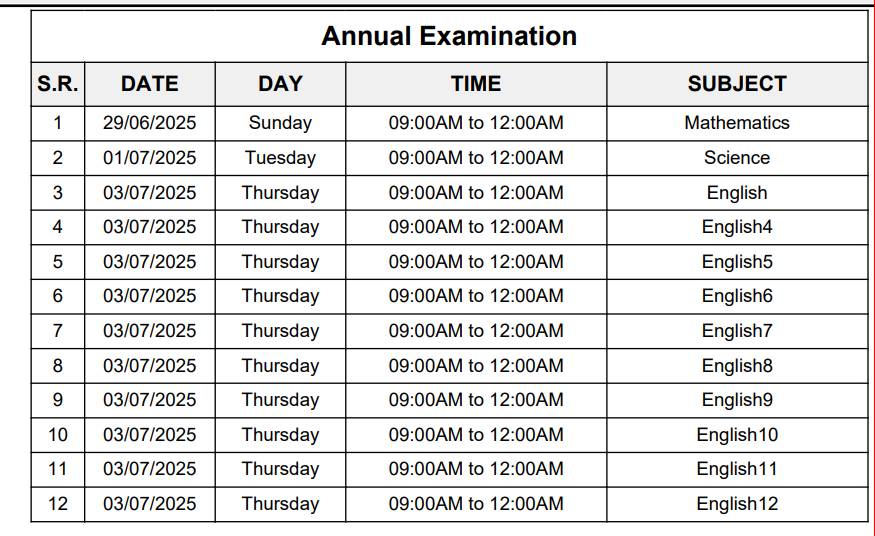 Annual Examination
S.R. DATE DAY TIME SUBJECT
1 29/06/2025 Sunday 09:00AM to 12:00AM Mathematics
2 01/07/2025 Tuesday 09:00AM to 12:00AM Science
3 03/07/2025 Thursday 09:00AM to 12:00AM English
4 03/07/2025 Thursday 09:00AM to 12:00AM English4
5 03/07/2025 Thursday 09:00AM to 12:00AM English5
6 03/07/2025 Thursday 09:00AM to 12:00AM English6
7 03/07/2025 Thursday 09:00AM to 12:00AM English7
8 03/07/2025 Thursday 09:00AM to 12:00AM English8
9 03/07/2025 Thursday 09:00AM to 12:00AM English9
10 03/07/2025 Thursday 09:00AM to 12:00AM English10
11 03/07/2025 Thursday 09:00AM to 12:00AM English11
12 03/07/2025 Thursday 09:00AM to 12:00AM English12